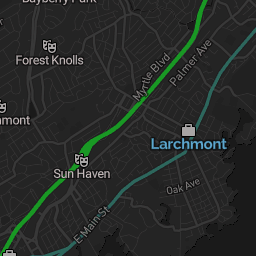 Bayberry Park
Forest Knolls
Myrtle Blvd
Palmer Ave
mont
Larchmont
Sun Haven
Oak Ave
E Main St